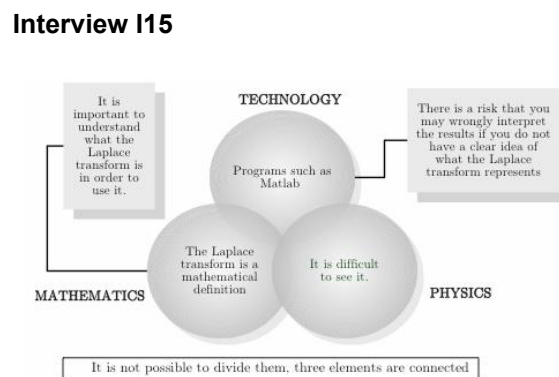 Interview I15
It is
important to
understand
what the
Laplace
transform is
in order to
use it.
TECHNOLOGY
There is a risk that you
may wrongly interpret
the results if you do not
have a clear idea of
what the Laplace
transform represents
Programs such as
Matlab
The Laplace
transform is a
mathematical
definition
It is difficult
to see it.
MATHEMATICS
PHYSICS
It is not possible to divide them, three elements are connected